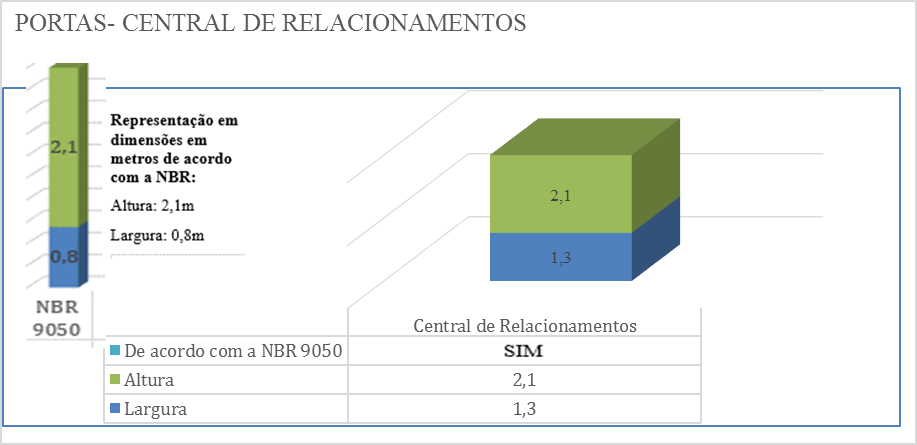 PORTAS- CENTRAL DE RELACIONAMENTOS
2,1
0,8
NBR
9050
Representação em
dimensões em
metros de acordo
com a NBR:
Altura: 2,1m
Largura: 0,8m
2,1
1,3
Central de Relacionamentos
De acordo com a NBR 9050 SIM
Altura 2,1
Largura 1,3